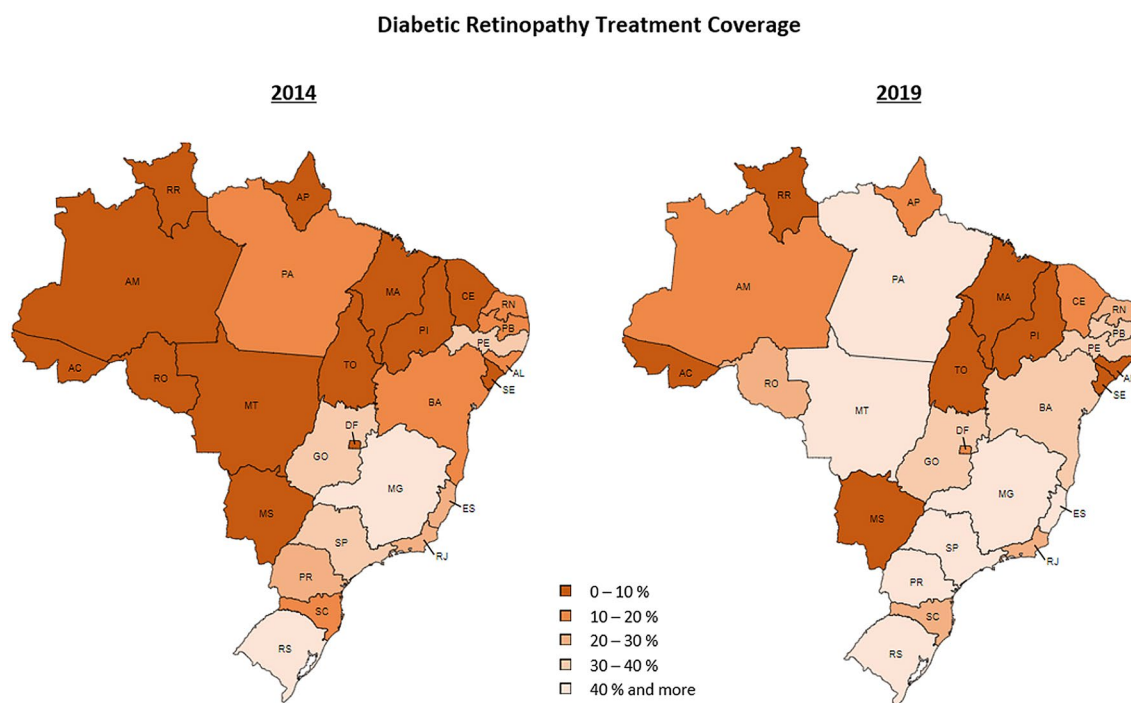 Diabetic Retinopathy Treatment Coverage
2014
2019
RR
AP
AM
PA
MA
CE
RN
PB
PI
PE
AL
AC
RO
TO
SE
MT
BA
DF
GO
MG
MS
ES
SP
RJ
PR
SC
RS
RR
AP
AM
PA
MA
CE
RN
PB
PI
PE
AC
RO
TO
SE
MT
BA
DF
GO
MG
MS
ES
SP
RJ
PR
SC
RS
0 – 10 %
10 – 20 %
20 – 30 %
30 – 40 %
40 % and more